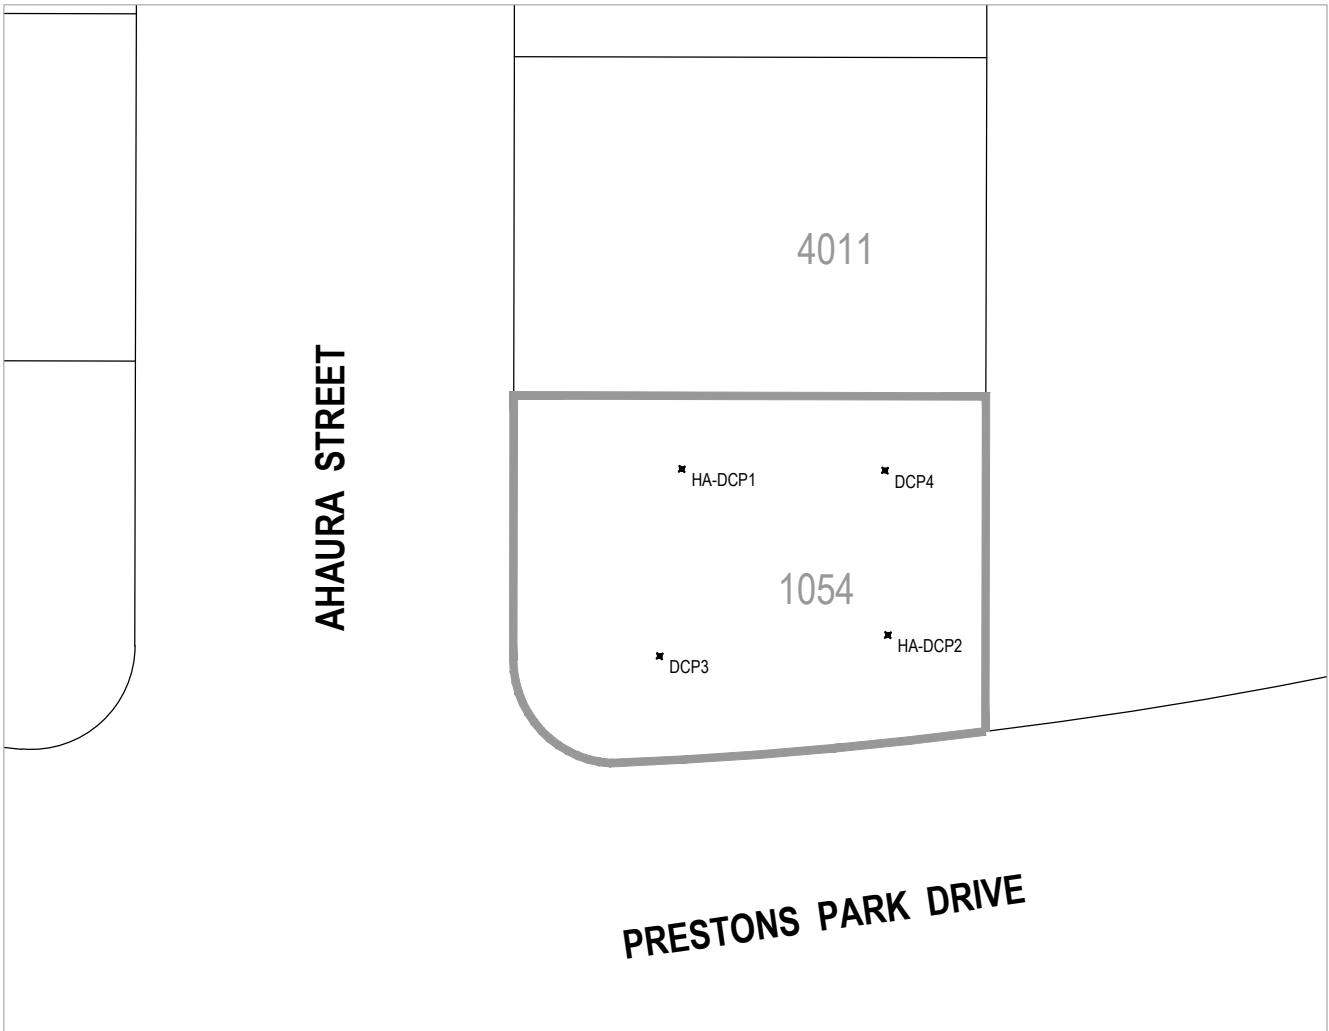 4011
AHAURA STREET
HA-DCP1
DCP4
1054
HA-DCP2
DCP3
PRESTONS PARK DRIVE